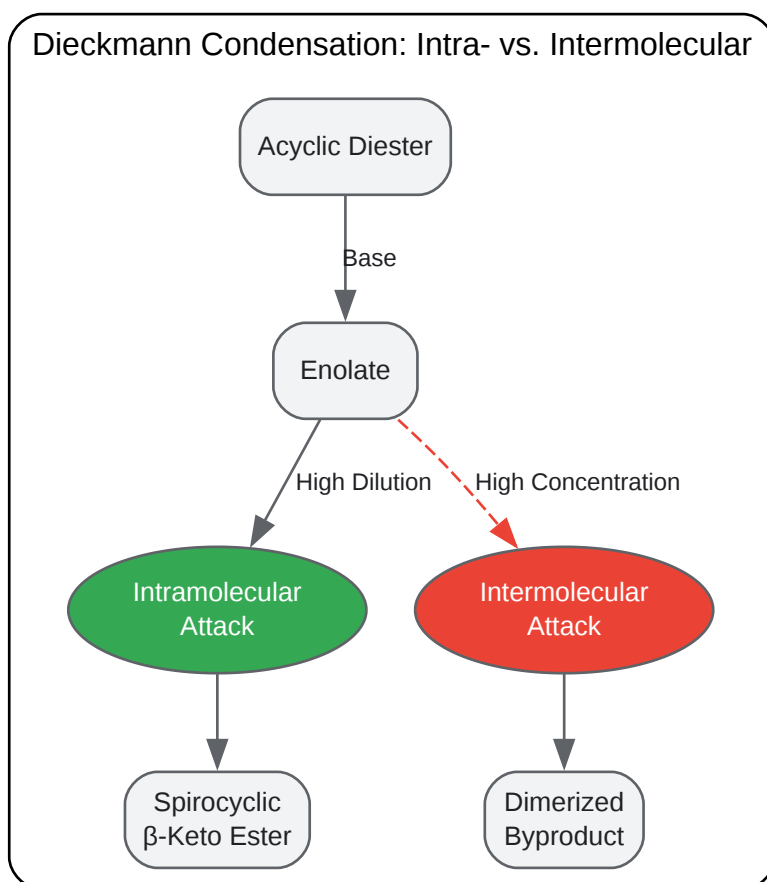 Dieckmann Condensation: Intra- vs. Intermolecular
Acyclic Diester
Base
Enolate
High Dilution
High Concentration
Intramolecular
Attack
Intermolecular
Attack
Spirocyclic
β-Keto Ester
Dimerized
Byproduct